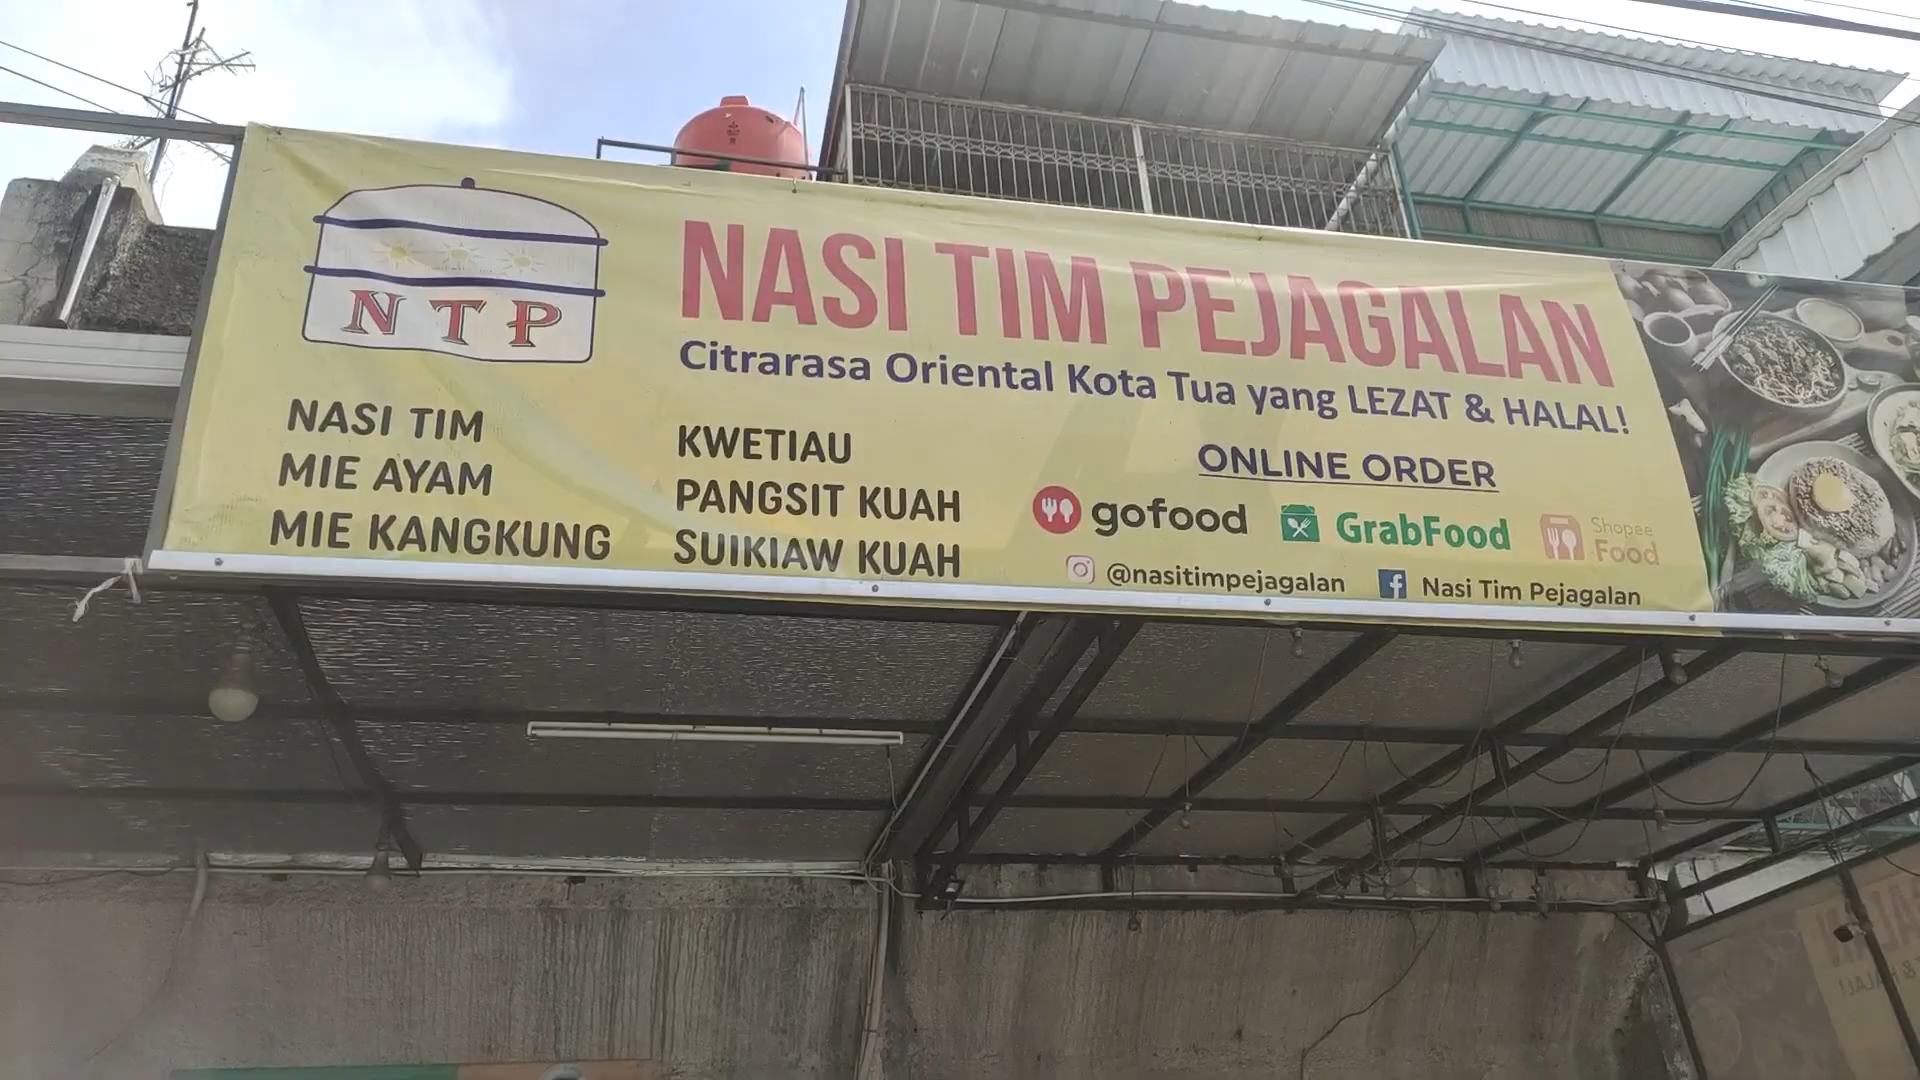 NTP
NASI TIM PEJAGALAN
Citrarasa Oriental Kota Tua yang LEZAT & HALAL!
NASI TIM
MIE AYAM
MIE KANGKUNG
KWETIAU
PANGSIT KUAH
SUIKIAW KUAH
ONLINE ORDER
gofood
GrabFood
Shopee
Food
@nasitimpejagalan
Nasi Tim Pejagalan